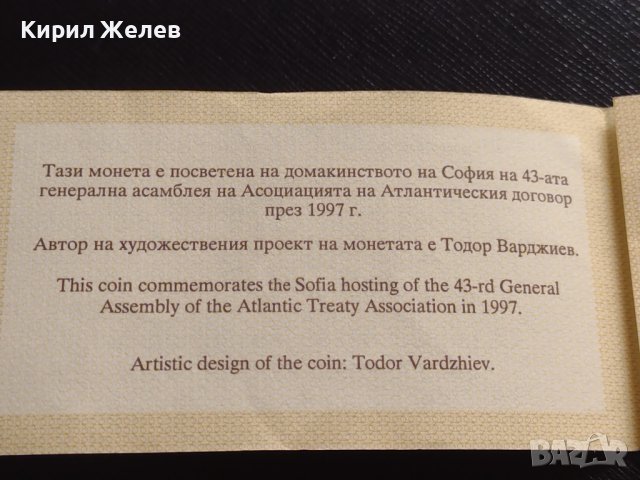 Кирил Желев
Тази монета е посветена на домакинството на София на 43-ата
генерална асамблея на Асоциацията на Атлантическия договор
през 1997 г.
Автор на художествения проект на монетата е Тодор Варджиев.
This coin commemorates the Sofia hosting of the 43-rd General
Assembly of the Atlantic Treaty Association in 1997.
Artistic design of the coin: Todor Vardzhiev.
BAZAR